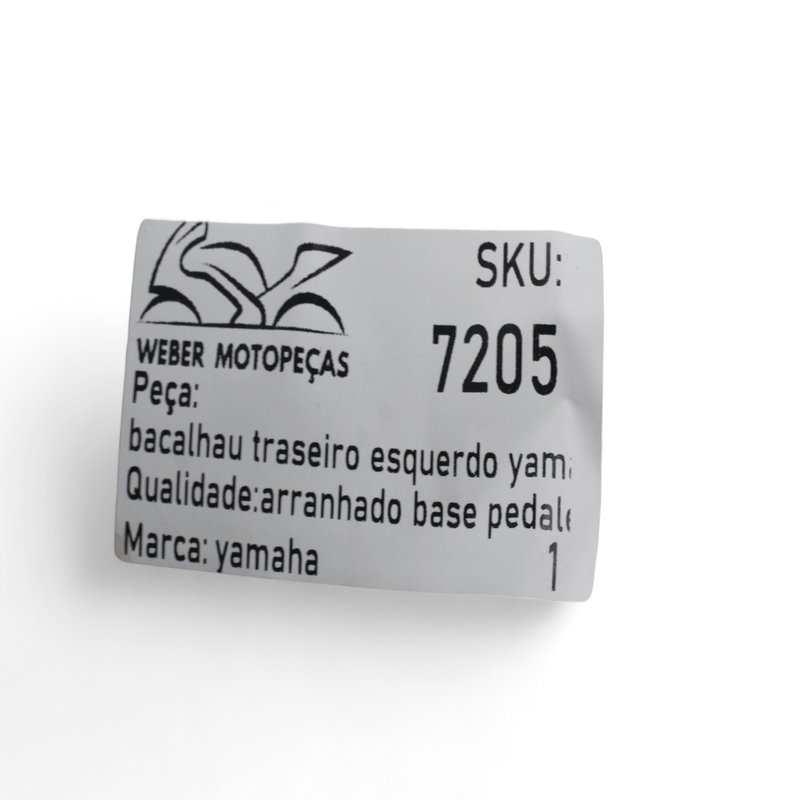 SKU:
7205
WEBER MOTOPEÇAS
Peça:
bacalhau traseiro esquerdo
Qualidade:arranhado base
Marca: yamaha
1